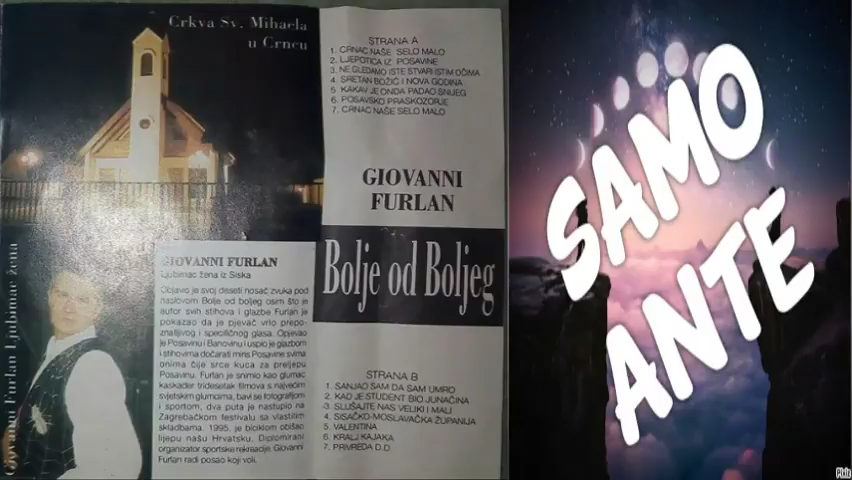 Crkva Sv. Mihaela
u Crncu
Giovanni Furlan Ljubimac žena
GIOVANNI FURLAN
Ljubimac žena iz Siska
Objavio je svoj deseti nosač zvuka pod
naslovom Bolje od boljeg osim što je
autor svih stihova i glazbe Furlan je
pokazao da je pjevač vrlo prepo-
znatljivog i specifičnog glasa. Opjevao
je Posavinu i Banovinu i uspio je glazbom
i stihovima dočarati miris Posavine svima
onima čije srce kuca za prelijepu
Posavinu. Furlan je snimio kao glumac
kaskader tridesetak filmova s najvećim
svjetskim glumcima, bavi se fotografijom
i sportom, dva puta je nastupio na
Zagrebačkom festivalu sa vlastitim
skladbama. 1995. je biciklom obišao
lijepu našu Hrvatsku. Diplomirani
organizator sportske rekreacije. Giovanni
Furlan radi posao koji voli.
STRANA A
1. CRNAC NAŠE SELO MALO
2. LJEPOTICA IZ POSAVINE
3. NE GLEDAMO ISTE STVARI ISTIM OČIMA
4. SRETAN BOŽIĆ I NOVA GODINA
5. KAKAV JE ONDA PADAO SNIJEG
6. POSAVSKO PRASKOZORJE
7. CRNAC NAŠE SELO MALO
GIOVANNI
FURLAN
Bolje od Boljeg
STRANA B
1. SANJAO SAM DA SAM UMRO
2. KAD JE STUDENT BIO JUNAČINA
3. SLUŠAJTE NAS VELIKI I MALI
4. SISAČKO-MOSLAVAČKA ŽUPANIJA
5. VALENTINA
6. KRALJ KAJAKA
7. PRIVREDA D.D
SAMO
ANTE
Pixiz